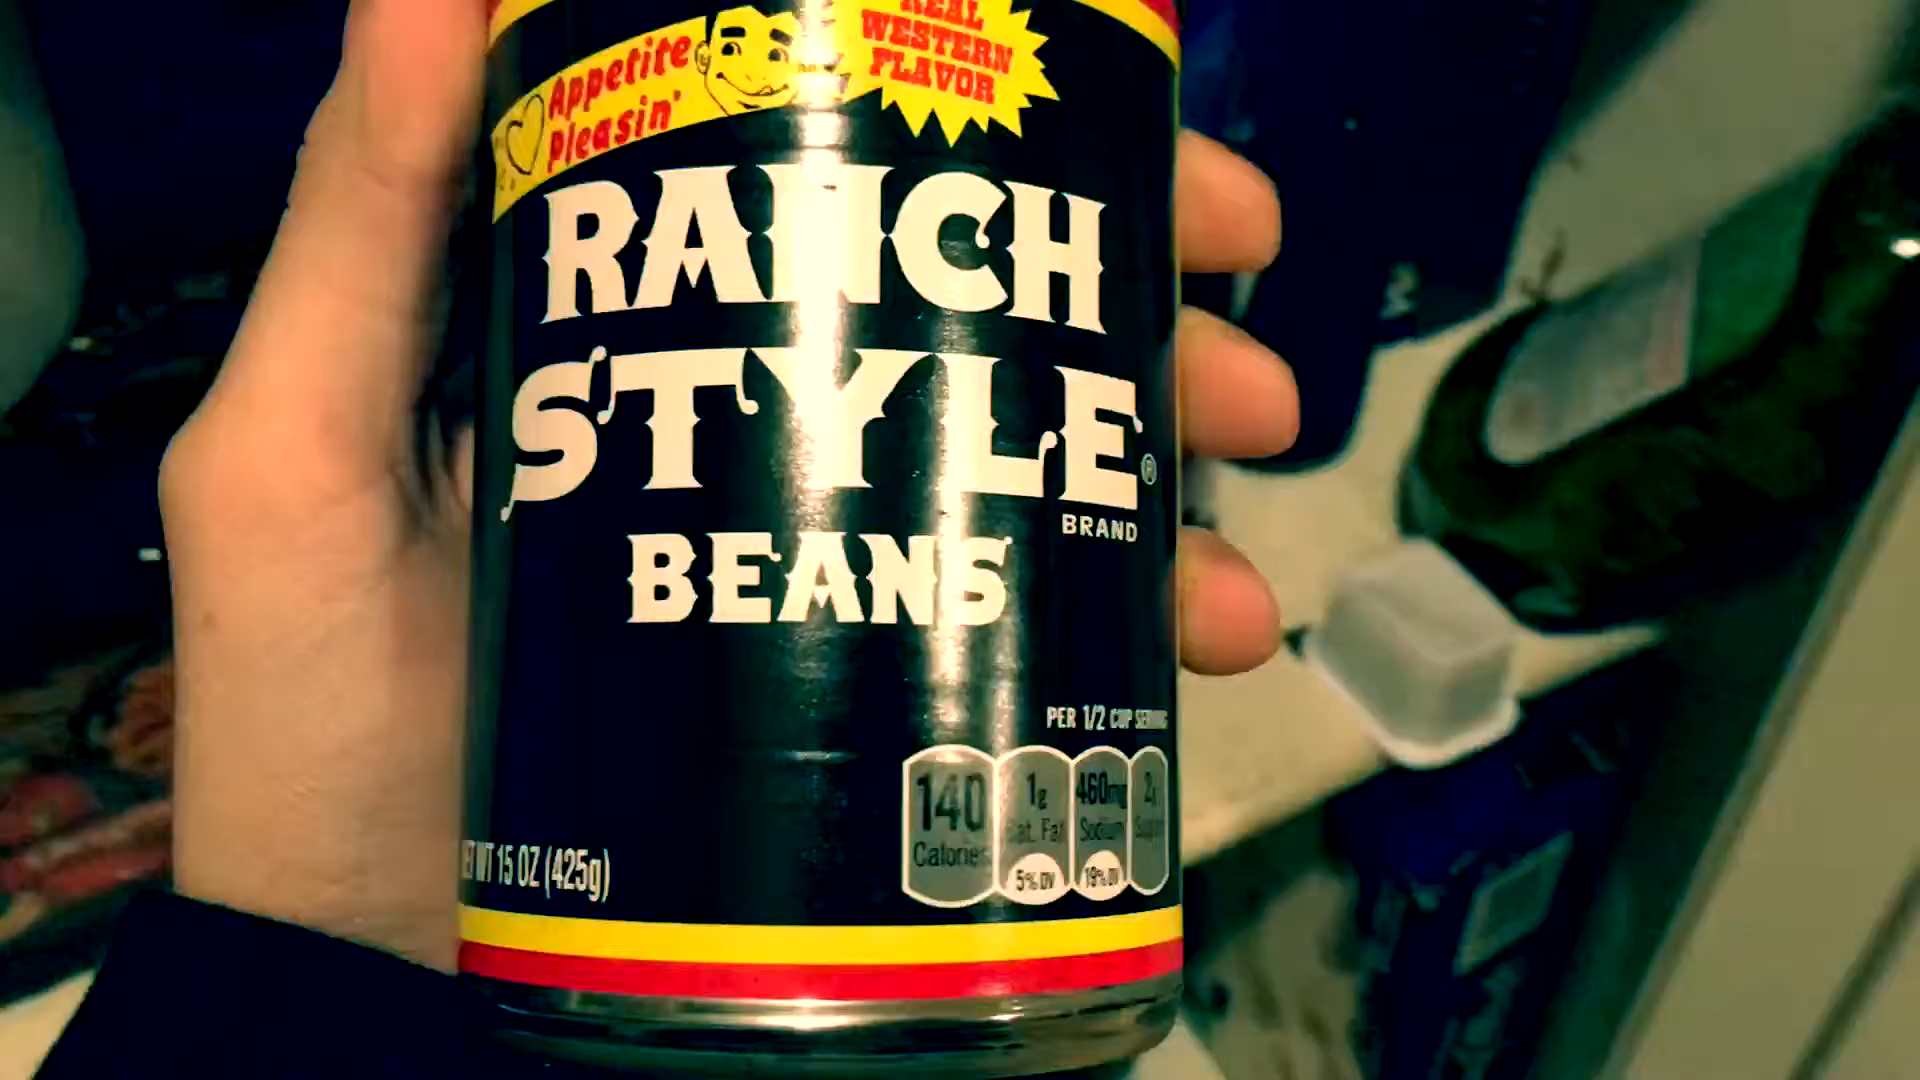 REAL
WESTERN
FLAVOR
Appetite
Pleasin'
RANCH
STYLE®
BRAND
BEANS
PER 1/2 CUP SERVING
140
Calories
1g
Sat. Fat
5% DV
460mg
Sodium
19% DV
WT 15 OZ (425g)